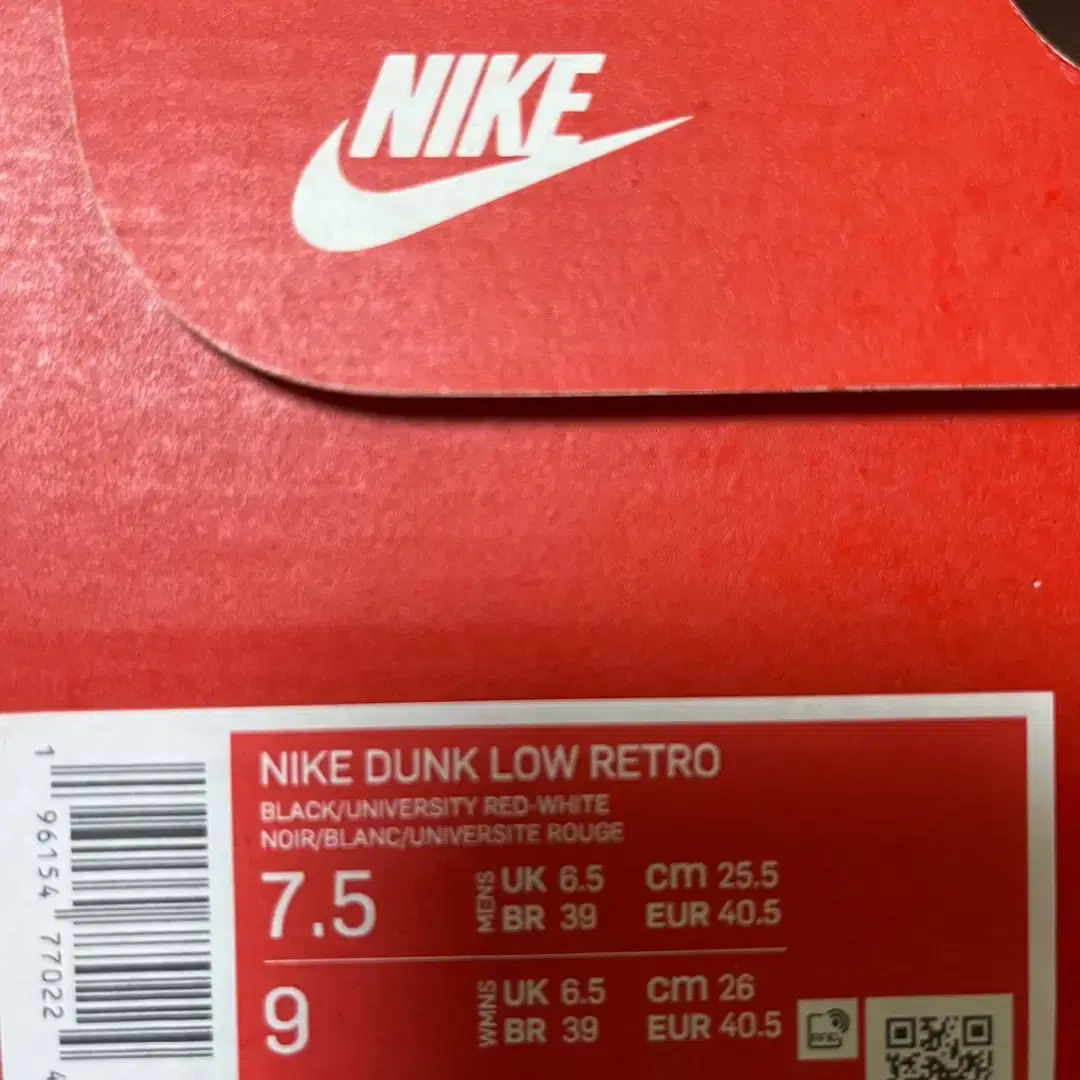 NIKE
NIKE DUNK LOW RETRO
BLACK/UNIVERSITY RED-WHITE
NOIR/BLANC/UNIVERSITE ROUGE
7.5 MENS UK 6.5 cm 25.5
BR 39 EUR 40.5
9 WMNS UK 6.5 cm 26
BR 39 EUR 40.5
RFID
1 96154 77022 4